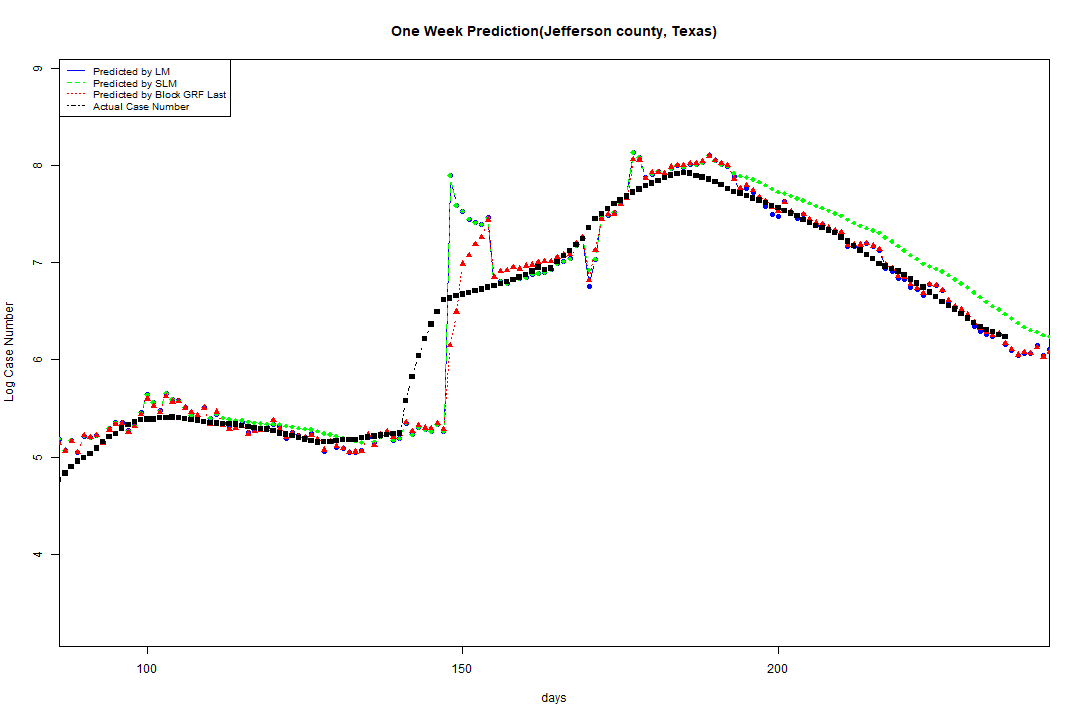 One Week Prediction(Jefferson county, Texas)
Predicted by LM
Predicted by SLM
Predicted by Block GRF Last
Actual Case Number
9
8
7
6
5
4
Log Case Number
100 150 200
days